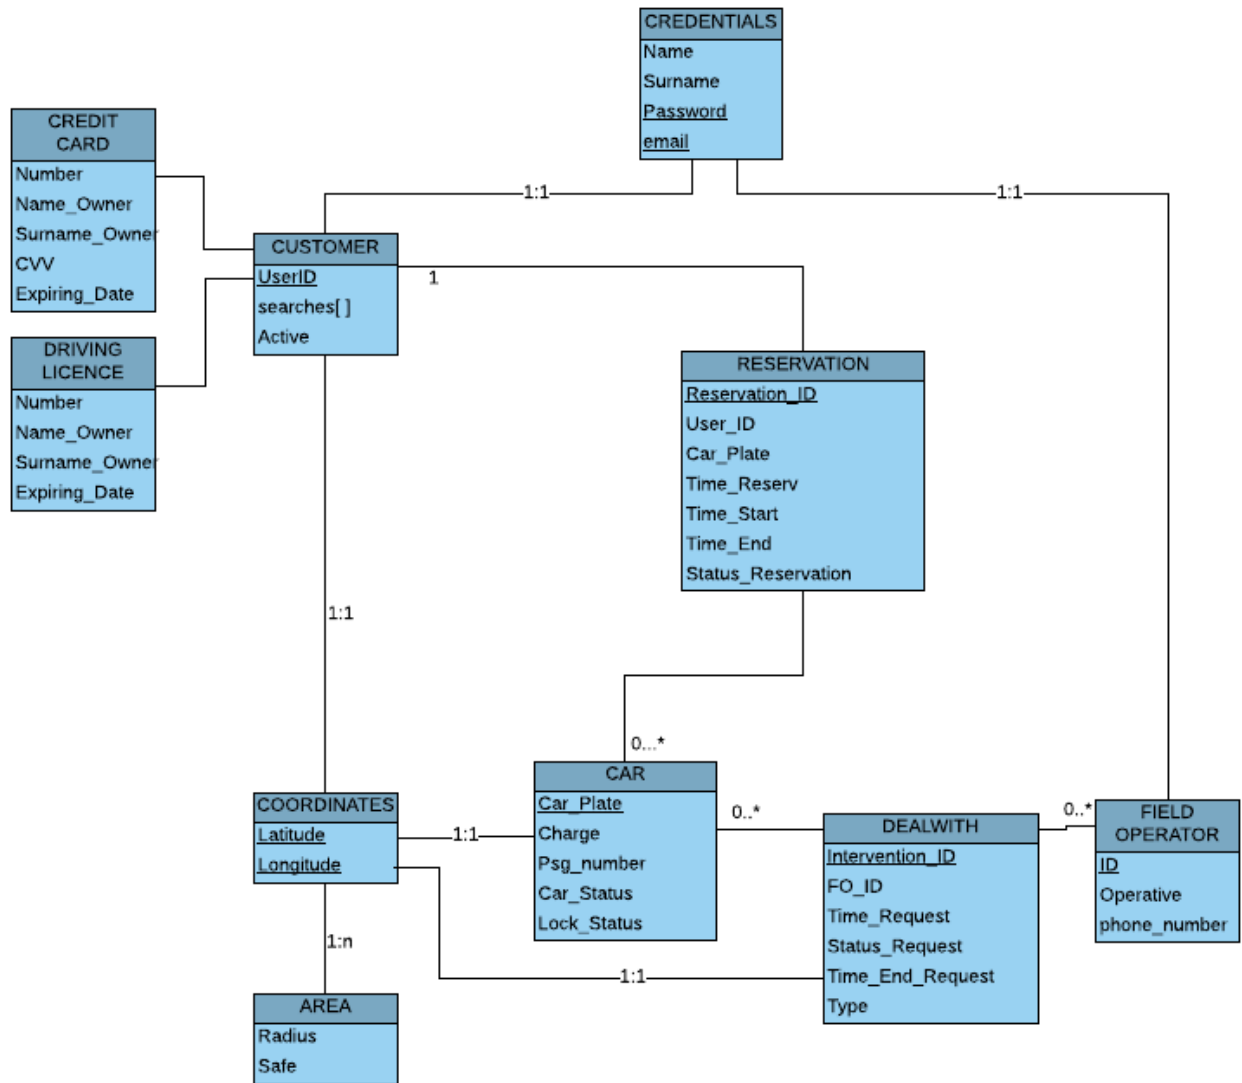 CREDENTIALS
Name
Surname
Password
email
CREDIT
CARD
Number
Name_Owner
Surname_Owner
CVV
Expiring_Date
1:1
1:1
CUSTOMER
UserID
searches[ ]
Active
1
DRIVING
LICENCE
Number
Name_Owner
Surname_Owner
Expiring_Date
RESERVATION
Reservation_ID
User_ID
Car_Plate
Time_Reserv
Time_Start
Time_End
Status_Reservation
1:1
0...*
COORDINATES
Latitude
Longitude
1:1
CAR
Car_Plate
Charge
Psg_number
Car_Status
Lock_Status
0..*
DEALWITH
Intervention_ID
FO_ID
Time_Request
Status_Request
Time_End_Request
Type
0..*
FIELD
OPERATOR
ID
Operative
phone_number
1:n
1:1
AREA
Radius
Safe